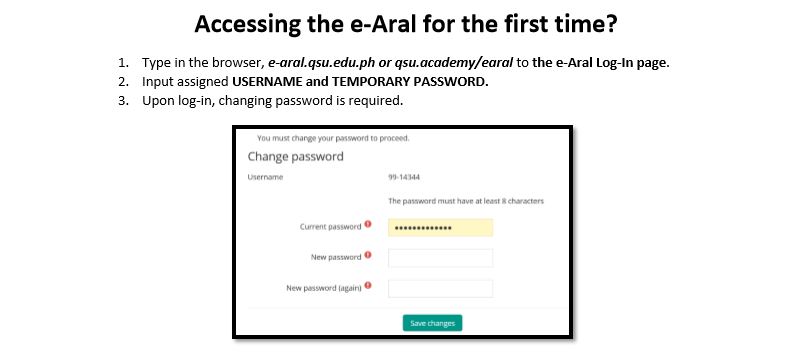 Accessing the e-Aral for the first time?
1. Type in the browser, e-aral.qsu.edu.ph or qsu.academy/earal to the e-Aral Log-In page.
2. Input assigned USERNAME and TEMPORARY PASSWORD.
3. Upon log-in, changing password is required.
You must change your password to proceed.
Change password
Username 99-14344
The password must have at least 8 characters
Current password •••••••••••••
New password
New password (again)
Save changes